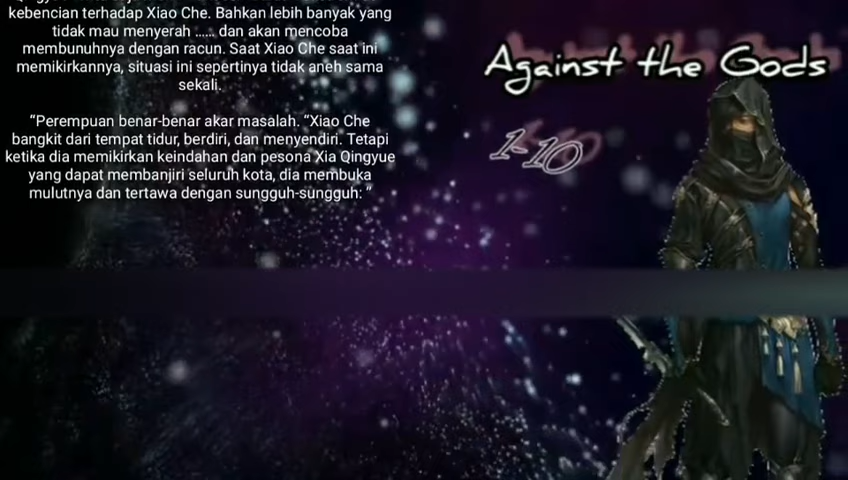 kebencian terhadap Xiao Che. Bahkan lebih banyak yang
tidak mau menyerah ...... dan akan mencoba
membunuhnya dengan racun. Saat Xiao Che saat ini
memikirkannya, situasi ini sepertinya tidak aneh sama
sekali.
“Perempuan benar-benar akar masalah. “Xiao Che
bangkit dari tempat tidur, berdiri, dan menyendiri. Tetapi
ketika dia memikirkan keindahan dan pesona Xia Qingyue
yang dapat membanjiri seluruh kota, dia membuka
mulutnya dan tertawa dengan sungguh-sungguh: ”
Against the Gods
1-10